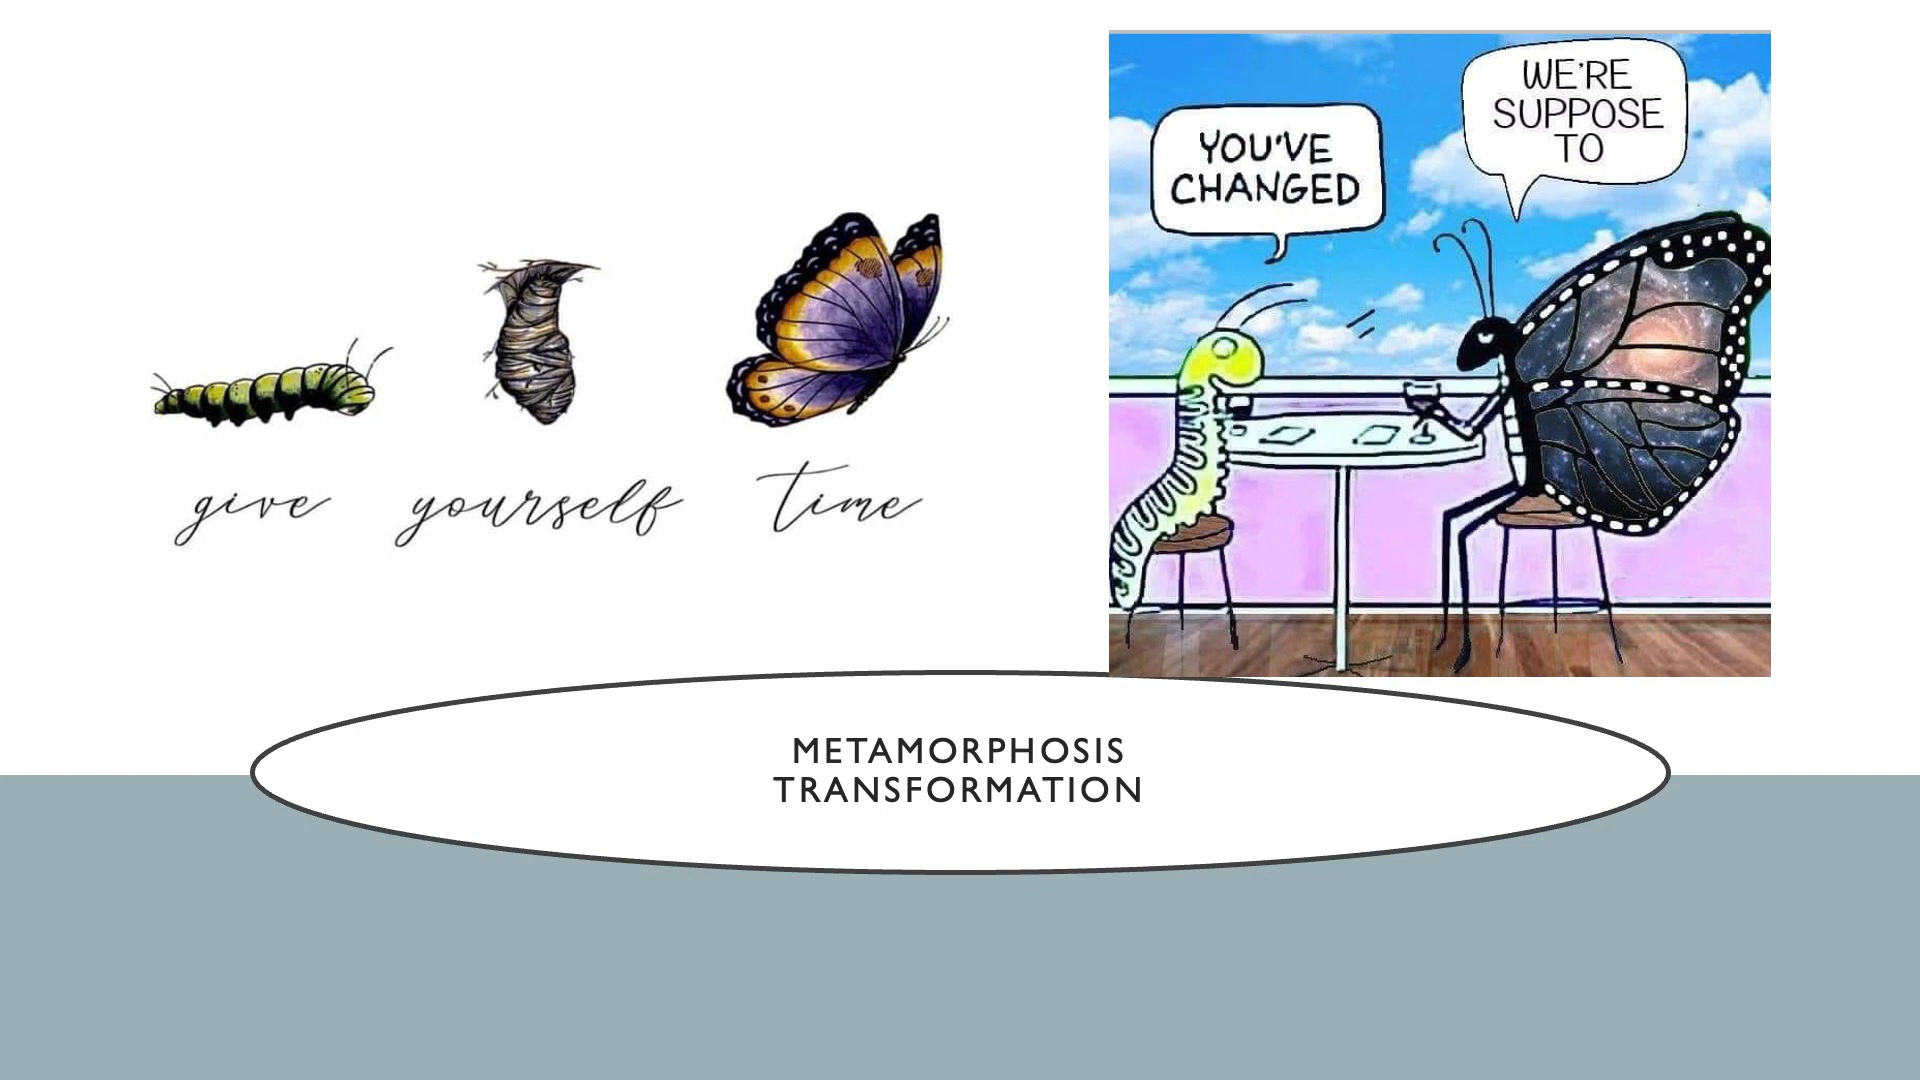 give yourself time
YOU'VE
CHANGED
WE'RE
SUPPOSE
TO
METAMORPHOSIS
TRANSFORMATION